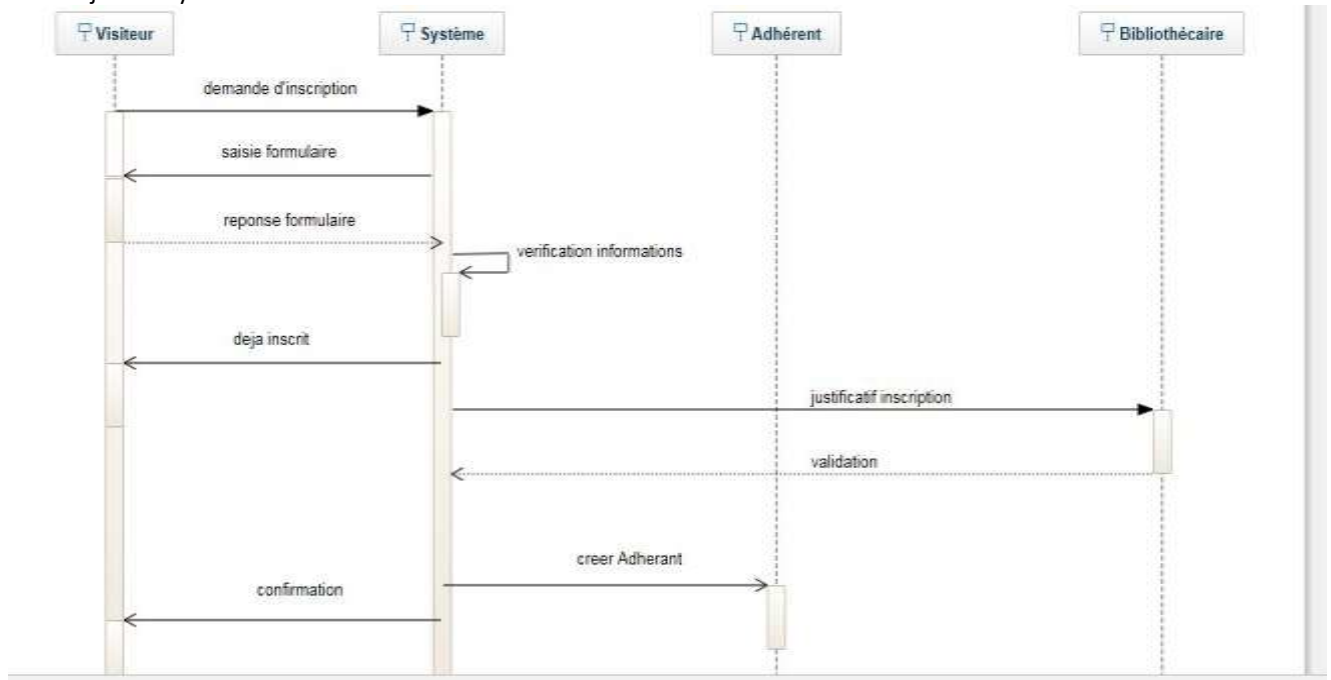 Visiteur
Système
Adhérent
Bibliothécaire
demande d'inscription
saisie formulaire
reponse formulaire
verification informations
deja inscrit
justificatif inscription
validation
creer Adherant
confirmation